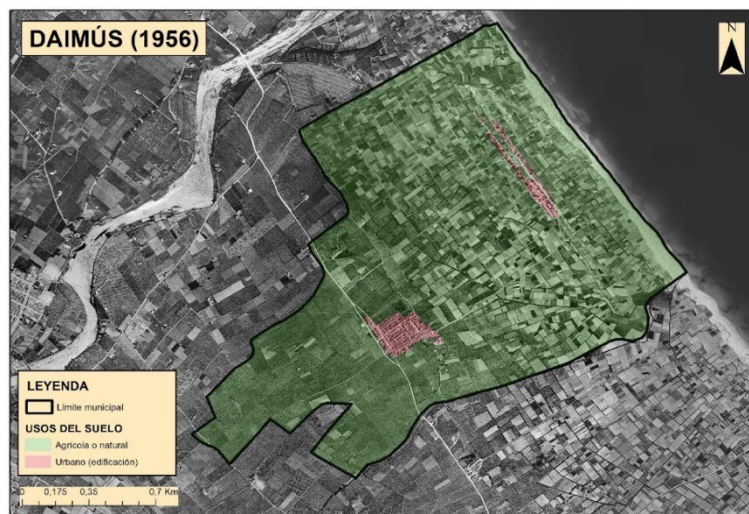 DAIMÚS (1956)
N
LEYENDA
Límite municipal
USOS DEL SUELO
Agrícola o natural
Urbano (edificación)
0 0,175 0,35 0,7 Km